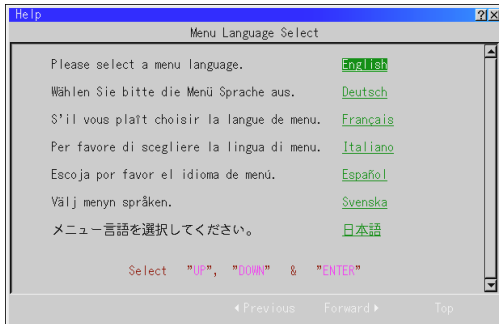 Help ?|×
Menu Language Select
Please select a menu language. English
Wählen Sie bitte die Menü Sprache aus. Deutsch
S'il vous plaît choisir la langue de menu. Français
Per favore di scegliere la lingua di menu. Italiano
Escoja por favor el idioma de menú. Español
Välj menyn språken. Svenska
メニュー言語を選択してください。 日本語
Select "UP", "DOWN" & "ENTER"
◀Previous Forward▶ Top